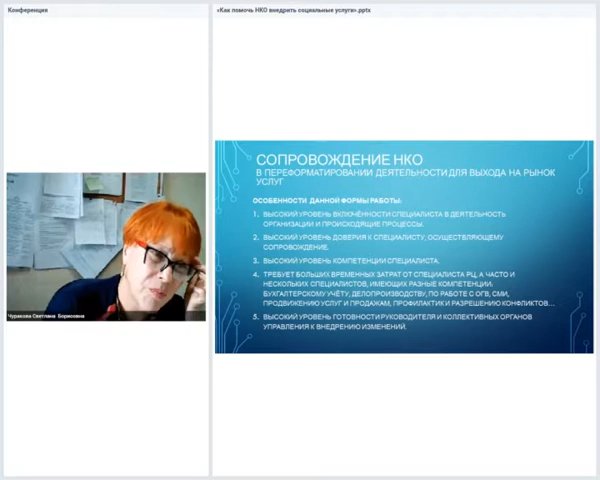 Конференция
«Как помочь НКО внедрить социальные услуги».pptx
СОПРОВОЖДЕНИЕ НКО
В ПЕРЕФОРМАТИРОВАНИИ ДЕЯТЕЛЬНОСТИ ДЛЯ ВЫХОДА НА РЫНОК
УСЛУГ
ОСОБЕННОСТИ ДАННОЙ ФОРМЫ РАБОТЫ:
1. ВЫСОКИЙ УРОВЕНЬ ВКЛЮЧЁННОСТИ СПЕЦИАЛИСТА В ДЕЯТЕЛЬНОСТЬ
ОРГАНИЗАЦИИ И ПРОИСХОДЯЩИЕ ПРОЦЕССЫ.
2. ВЫСОКИЙ УРОВЕНЬ ДОВЕРИЯ К СПЕЦИАЛИСТУ, ОСУЩЕСТВЛЯЮЩЕМУ
СОПРОВОЖДЕНИЕ.
3. ВЫСОКИЙ УРОВЕНЬ КОМПЕТЕНЦИИ СПЕЦИАЛИСТА.
4. ТРЕБУЕТ БОЛЬШИХ ВРЕМЕННЫХ ЗАТРАТ ОТ СПЕЦИАЛИСТА РЦ, А ЧАСТО И
НЕСКОЛЬКИХ СПЕЦИАЛИСТОВ, ИМЕЮЩИХ РАЗНЫЕ КОМПЕТЕНЦИИ:
БУХГАЛТЕРСКОМУ УЧЁТУ, ДЕЛОПРОИЗВОДСТВУ, ПО РАБОТЕ С ОГВ, СМИ,
ПРОДВИЖЕНИЮ УСЛУГ И ПРОДАЖАМ, ПРОФИЛАКТИК И РАЗРЕШЕНИЮ КОНФЛИКТОВ…
5. ВЫСОКИЙ УРОВЕНЬ ГОТОВНОСТИ РУКОВОДИТЕЛЯ И КОЛЛЕКТИВНЫХ ОРГАНОВ
УПРАВЛЕНИЯ К ВНЕДРЕНИЮ ИЗМЕНЕНИЙ.
Чуракова Светлана Борисовна